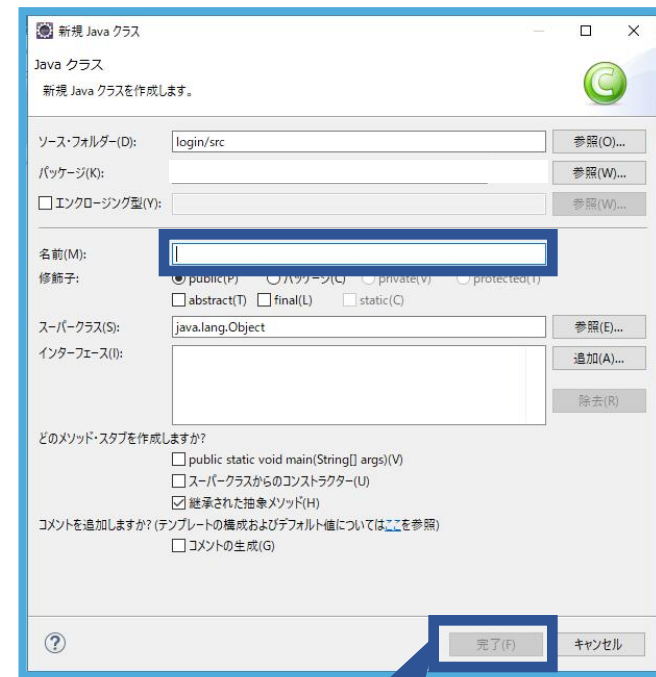 新規 Java クラス
Java クラス
新規 Java クラスを作成します。
ソース・フォルダー(D): login/src 参照(O)...
パッケージ(K): 参照(W)...
エンクロージング型(Y): 参照(W)...
名前(M):
修飾子: public(P) パッケージ(C) private(V) protected(T)
abstract(T) final(L) static(C)
スーパークラス(S): java.lang.Object 参照(E)...
インターフェース(I): 追加(A)...
除去(R)
どのメソッド・スタブを作成しますか?
public static void main(String[] args)(V)
スーパークラスからのコンストラクター(U)
継承された抽象メソッド(H)
コメントを追加しますか? (テンプレートの構成およびデフォルト値についてはここを参照)
コメントの生成(G)
? 完了(F) キャンセル